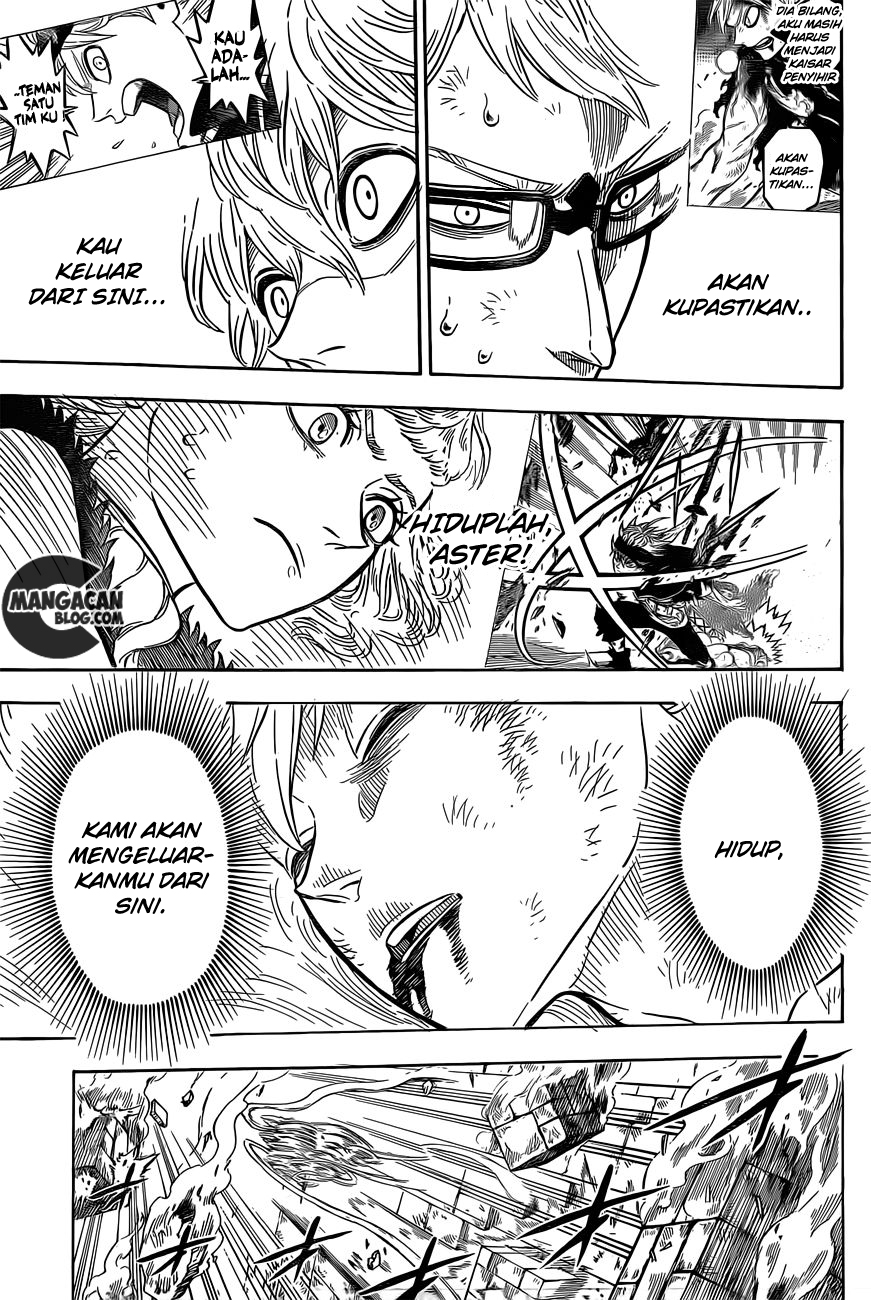 DIA BILANG,
AKU MASIH
HARUS
MENJADI
KAISAR
PENYIHIR
AKAN
KUPAS-
TIKAN...
AKAN
KUPASTIKAN..
KAU
ADA-
LAH...
..TEMAN
SATU
TIM KU!
KAU
KELUAR
DARI SINI...
HIDUPLAH,
ASTER!
MANGACAN
BLOG.COM
HIDUP,
KAMI AKAN
MENGELUAR-
KANMU DARI
SINI.